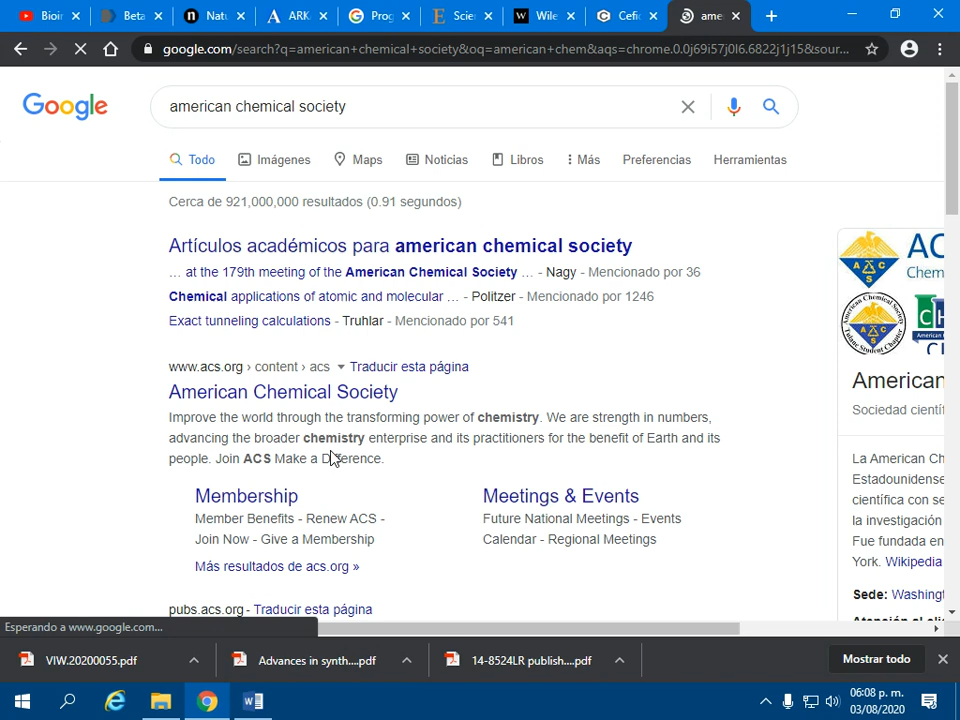 Bioin
Beta
Natu
ARK
Prog
Scien
Wile
Cefic
ame
google.com/search?q=american+chemical+society&oq=american+chem&aqs=chrome.0.0j69i57j0l6.6822j1j15&sour...
Google
american chemical society
Todo
Imágenes
Maps
Noticias
Libros
Más
Preferencias
Herramientas
Cerca de 921,000,000 resultados (0.91 segundos)
Artículos académicos para american chemical society
... at the 179th meeting of the American Chemical Society ... - Nagy - Mencionado por 36
Chemical applications of atomic and molecular ... - Politzer - Mencionado por 1246
Exact tunneling calculations - Truhlar - Mencionado por 541
www.acs.org › content › acs Traducir esta página
American Chemical Society
Improve the world through the transforming power of chemistry. We are strength in numbers,
advancing the broader chemistry enterprise and its practitioners for the benefit of Earth and its
people. Join ACS Make a Difference.
Membership
Member Benefits - Renew ACS -
Join Now - Give a Membership
Meetings & Events
Future National Meetings - Events
Calendar - Regional Meetings
Más resultados de acs.org »
pubs.acs.org - Traducir esta página
AC
Chem
American
Sociedad científ
La American Ch
Estadounidense
científica con se
la investigación
Fue fundada en
York. Wikipedia
Sede: Washingt
Esperando a www.google.com...
VIW.20200055.pdf
Advances in synth....pdf
14-8524LR publish....pdf
Mostrar todo
06:08 p. m.
03/08/2020